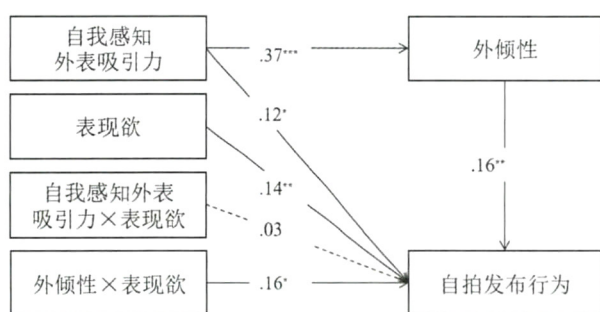 自我感知
外表吸引力
外倾性
.37***
.12*
表现欲
.14**
.16**
自我感知外表
吸引力×表现欲
.03
外倾性×表现欲
.16*
自拍发布行为